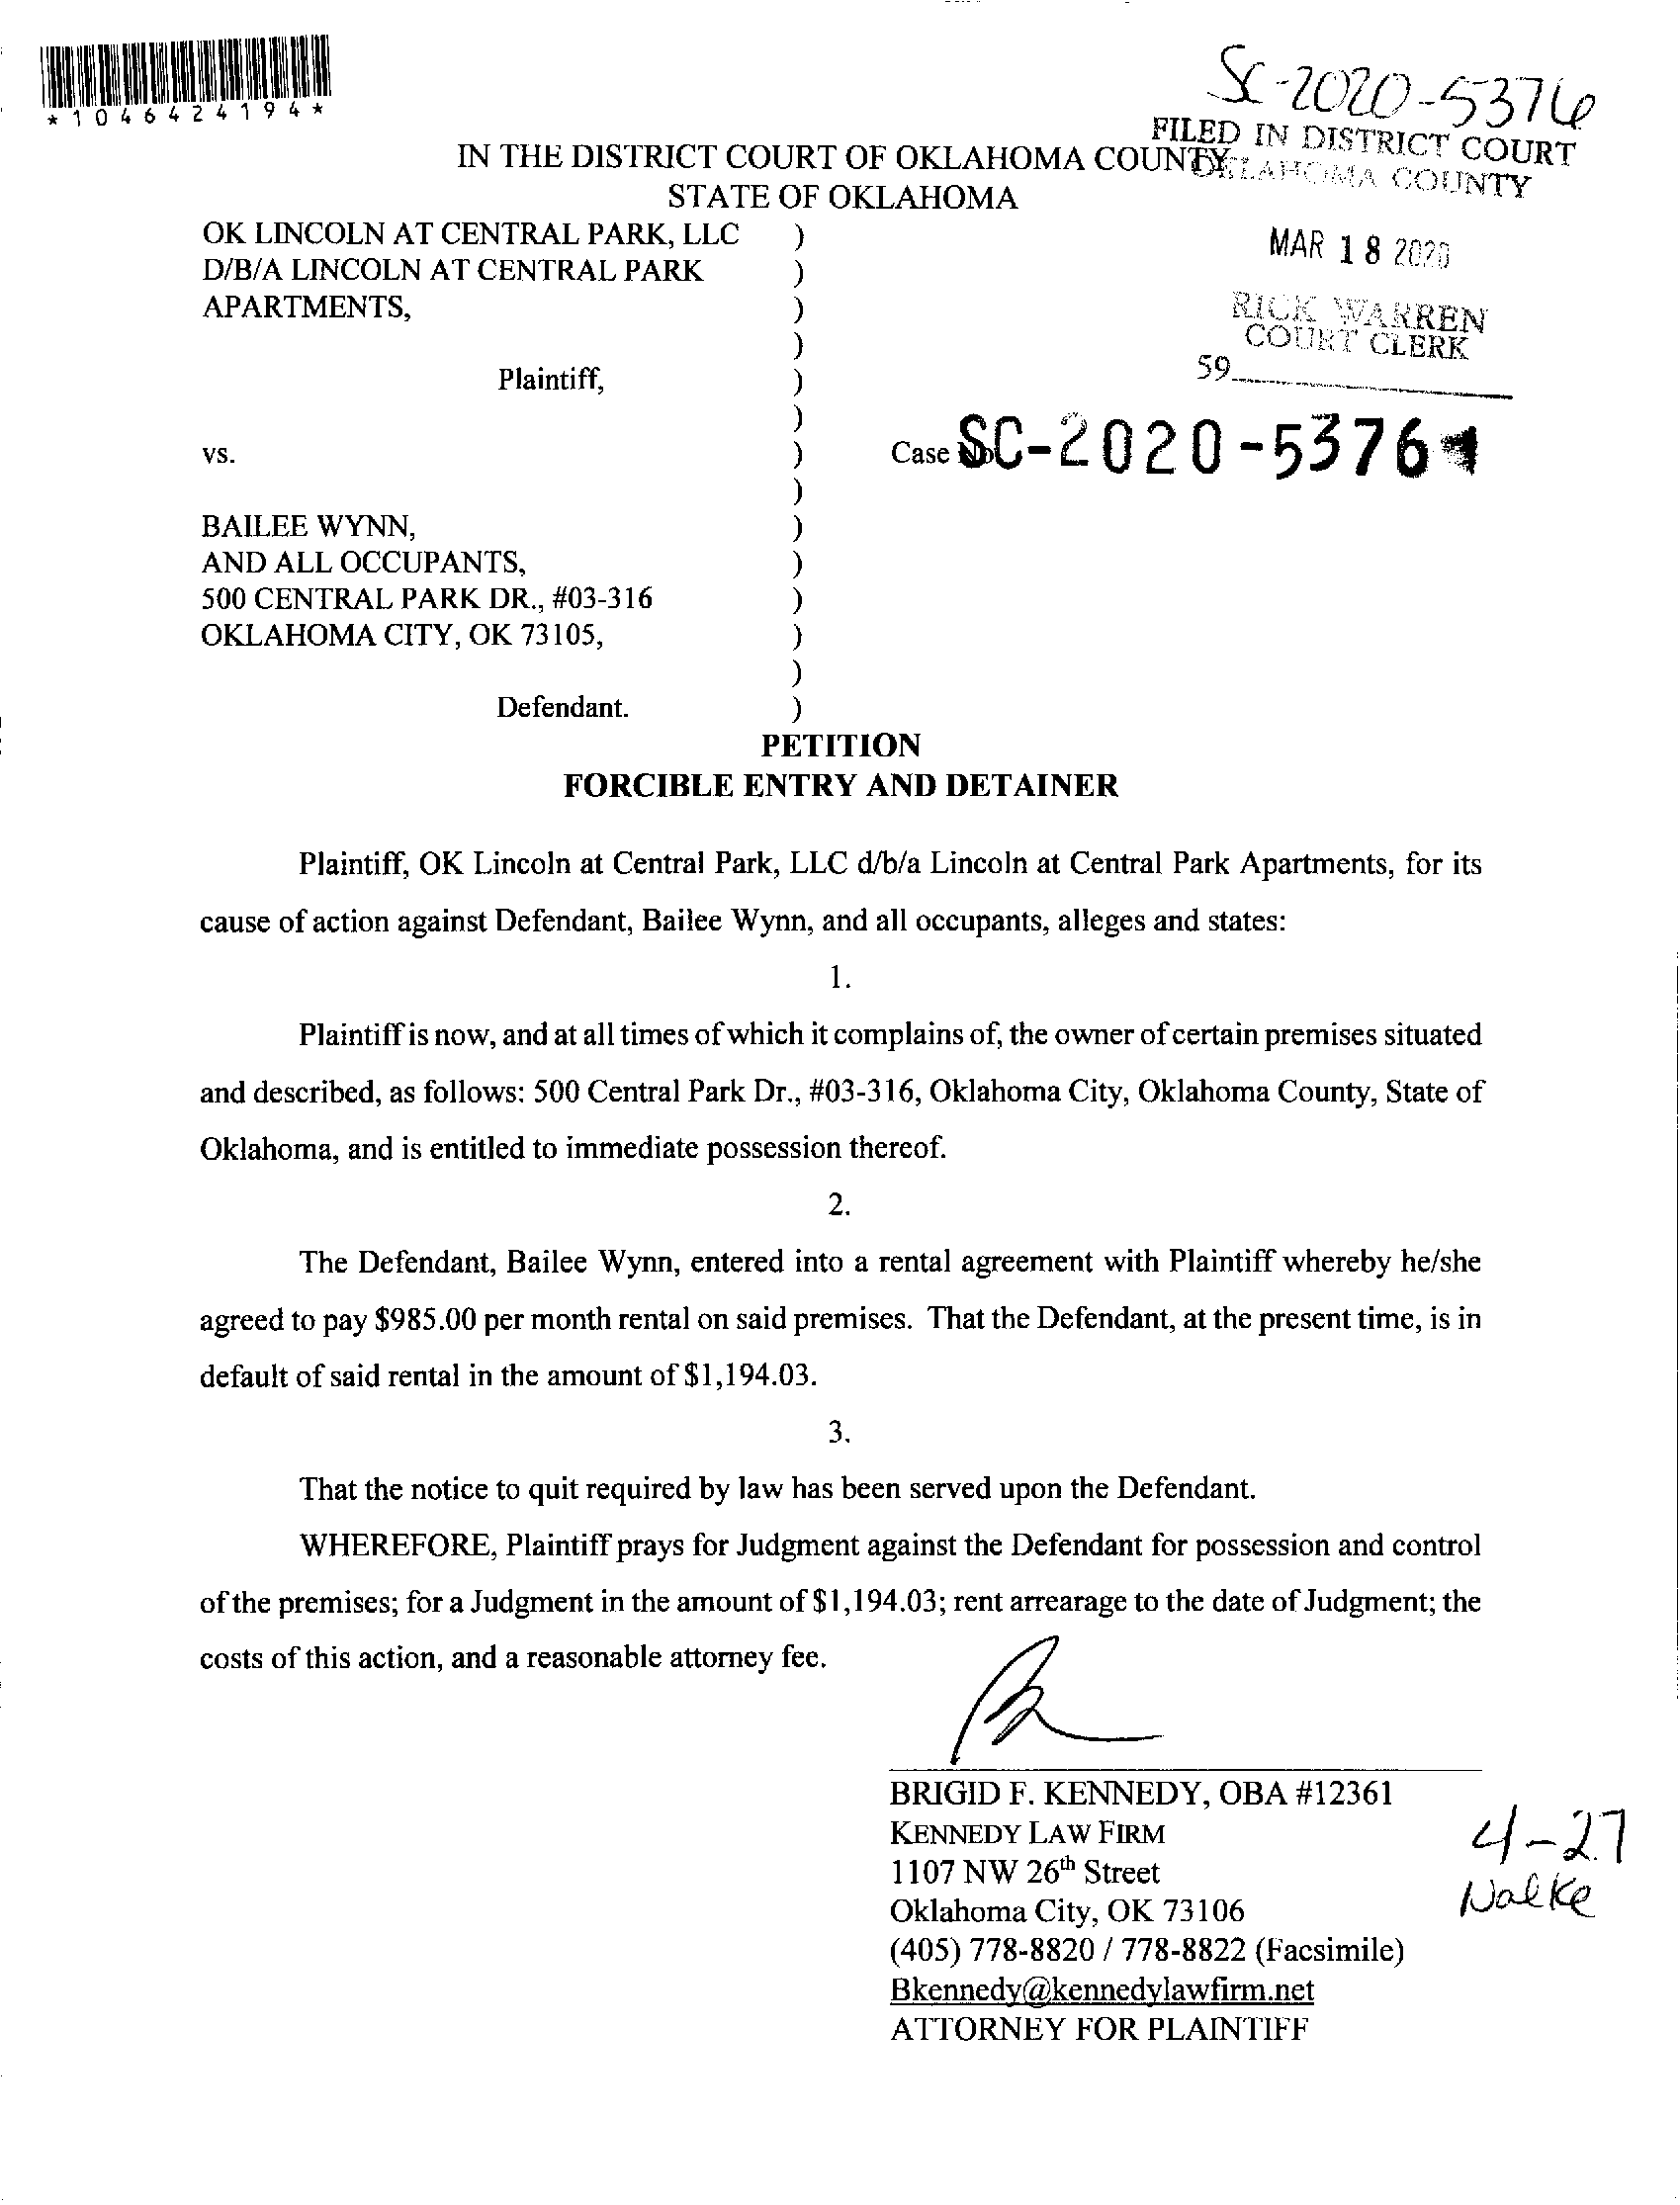 *1046424194*
SC-2020-5376
FILED IN DISTRICT COURT
OKLAHOMA COUNTY
IN THE DISTRICT COURT OF OKLAHOMA COUNTY
STATE OF OKLAHOMA
MAR 18 2020
RICK WARREN
COURT CLERK
59
OK LINCOLN AT CENTRAL PARK, LLC )
D/B/A LINCOLN AT CENTRAL PARK )
APARTMENTS, )
)
Plaintiff, )
)
vs. ) Case No. SC-2020-5376
)
BAILEE WYNN, )
AND ALL OCCUPANTS, )
500 CENTRAL PARK DR., #03-316 )
OKLAHOMA CITY, OK 73105, )
)
Defendant. )
PETITION
FORCIBLE ENTRY AND DETAINER
Plaintiff, OK Lincoln at Central Park, LLC d/b/a Lincoln at Central Park Apartments, for its
cause of action against Defendant, Bailee Wynn, and all occupants, alleges and states:
1.
Plaintiff is now, and at all times of which it complains of, the owner of certain premises situated
and described, as follows: 500 Central Park Dr., #03-316, Oklahoma City, Oklahoma County, State of
Oklahoma, and is entitled to immediate possession thereof.
2.
The Defendant, Bailee Wynn, entered into a rental agreement with Plaintiff whereby he/she
agreed to pay $985.00 per month rental on said premises. That the Defendant, at the present time, is in
default of said rental in the amount of $1,194.03.
3.
That the notice to quit required by law has been served upon the Defendant.
WHEREFORE, Plaintiff prays for Judgment against the Defendant for possession and control
of the premises; for a Judgment in the amount of $1,194.03; rent arrearage to the date of Judgment; the
costs of this action, and a reasonable attorney fee.
BRIGID F. KENNEDY, OBA #12361
KENNEDY LAW FIRM
1107 NW 26th Street
Oklahoma City, OK 73106
(405) 778-8820 / 778-8822 (Facsimile)
Bkennedy@kennedylawfirm.net
ATTORNEY FOR PLAINTIFF
4-27
Walke